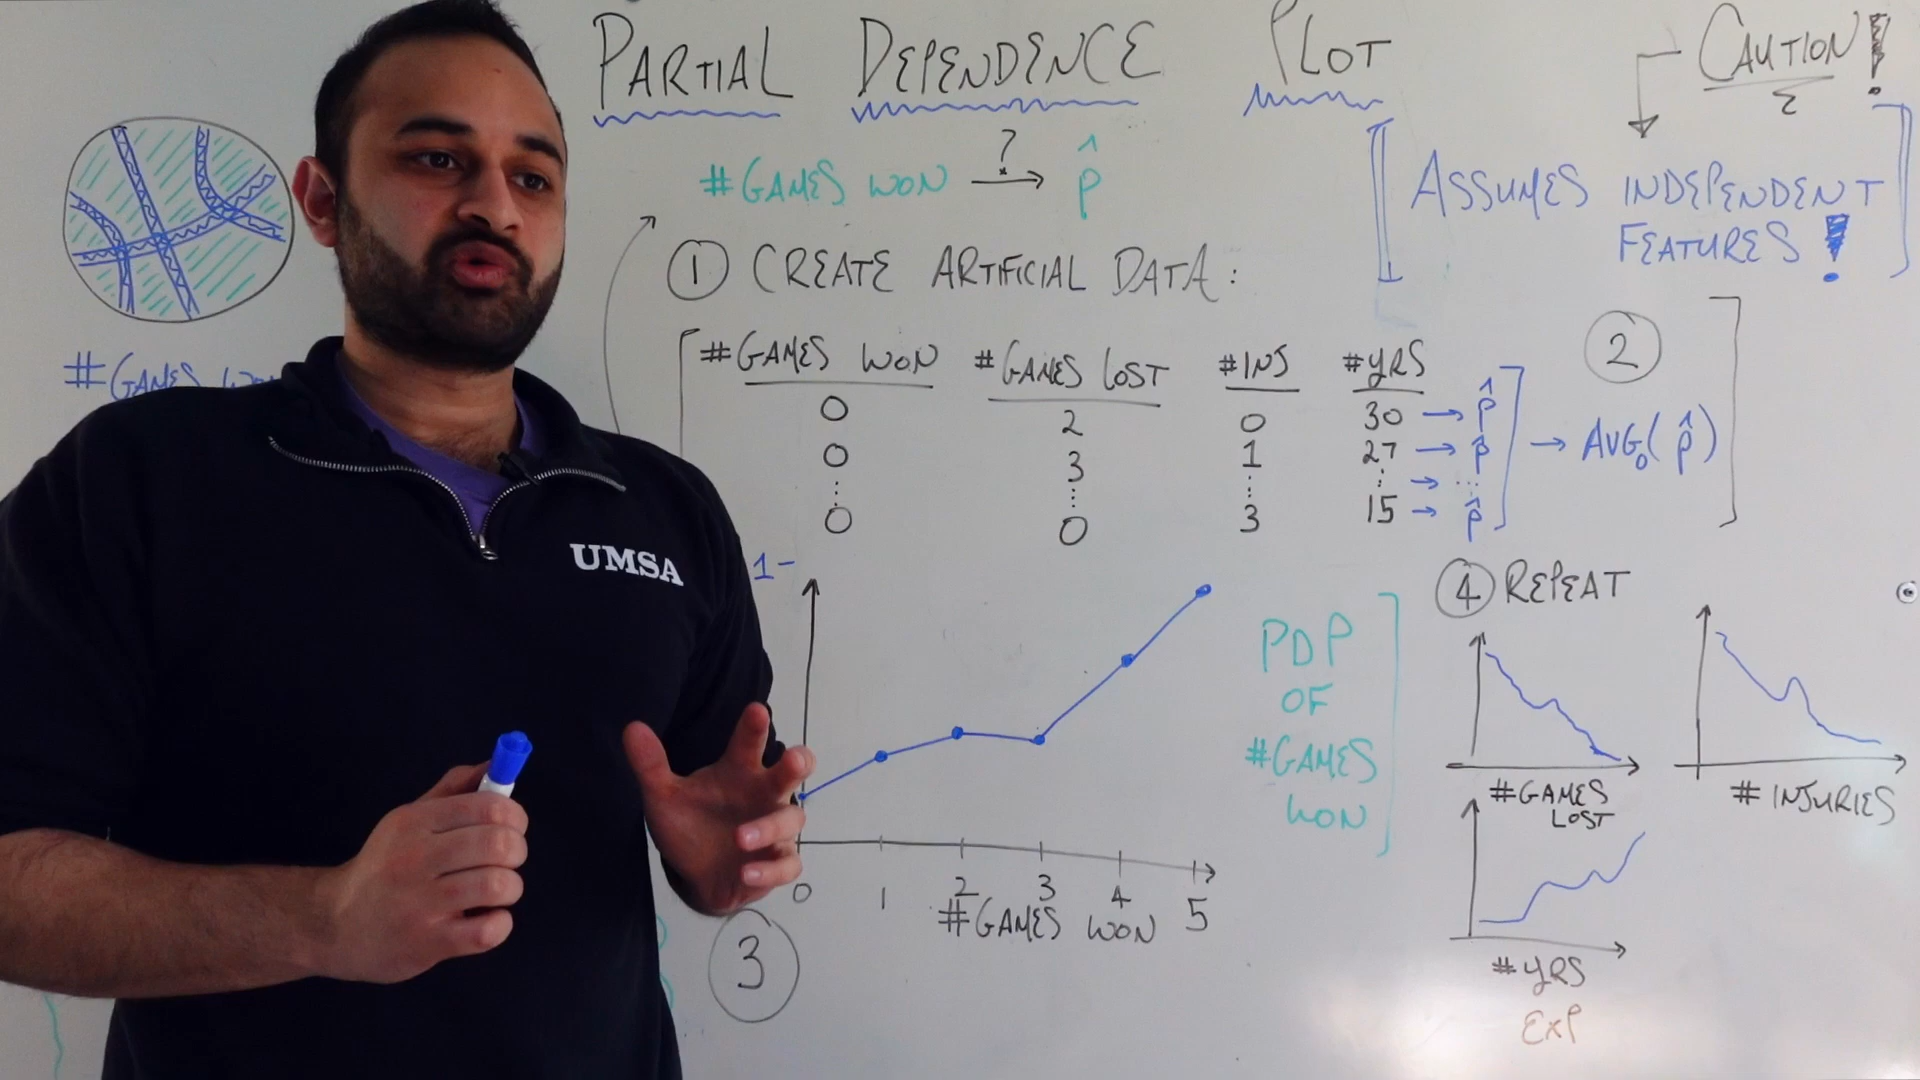 PARTIAL DEPENDENCE PLOT
CAUTION!
#GAMES WON ? p̂
ASSUMES INDEPENDENT
FEATURES!
① CREATE ARTIFICIAL DATA:
#GAMES WON #GAMES LOST #INJ #YRS
0 2 0 30 → p̂
0 3 1 27 → p̂
⋮ ⋮ ⋮ ⋮ → ⋮
0 0 3 15 → p̂
→ AVG₀(p̂)
②
#GAMES WON
UMSA
1-
0 1 2 3 4 5
#GAMES WON
③
PDP
OF
#GAMES
WON
④ REPEAT
#GAMES
LOST
# INJURIES
#YRS
EXP